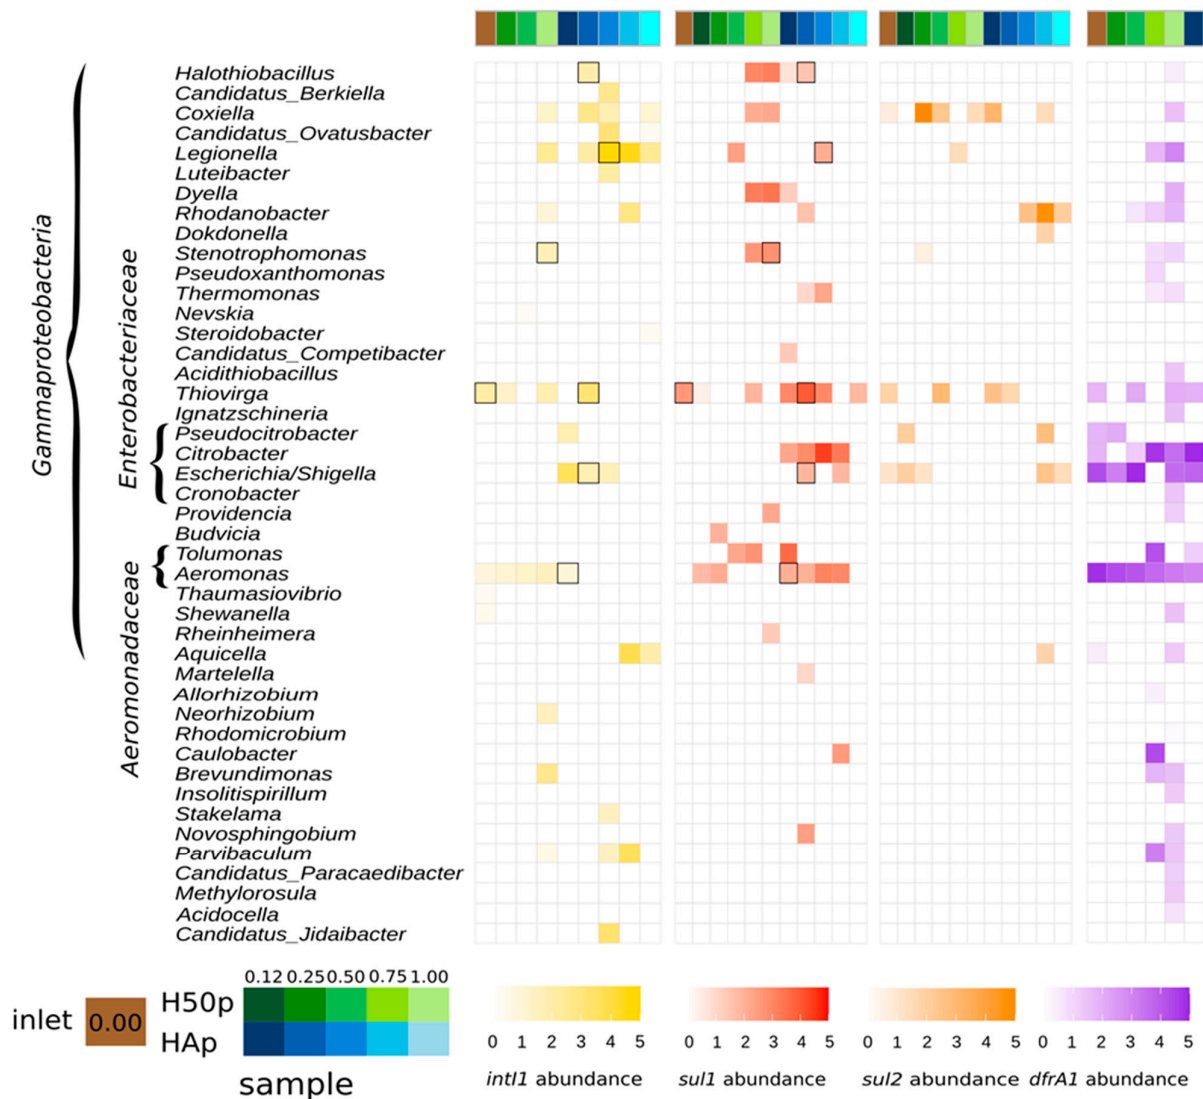 Gammaproteobacteria
Enterobacteriaceae
Aeromonadaceae
Halothiobacillus
Candidatus_Berkiella
Coxiella
Candidatus_Ovatusbacter
Legionella
Luteibacter
Dyella
Rhodanobacter
Dokdonella
Stenotrophomonas
Pseudoxanthomonas
Thermomonas
Nevskia
Steroidobacter
Candidatus_Competibacter
Acidithiobacillus
Thiovirga
Ignatzschineria
Pseudocitrobacter
Citrobacter
Escherichia/Shigella
Cronobacter
Providencia
Budvicia
Tolumonas
Aeromonas
Thaumasiovibrio
Shewanella
Rheinheimera
Aquicella
Martelella
Allorhizobium
Neorhizobium
Rhodomicrobium
Caulobacter
Brevundimonas
Insolitispirillum
Stakelama
Novosphingobium
Parvibaculum
Candidatus_Paracaedibacter
Methylorosula
Acidocella
Candidatus_Jidaibacter
0.12 0.25 0.50 0.75 1.00
inlet 0.00 H50p
HAp
sample
0 1 2 3 4 5
intI1 abundance
0 1 2 3 4 5
sul1 abundance
0 1 2 3 4 5
sul2 abundance
0 1 2 3 4 5
dfrA1 abundance